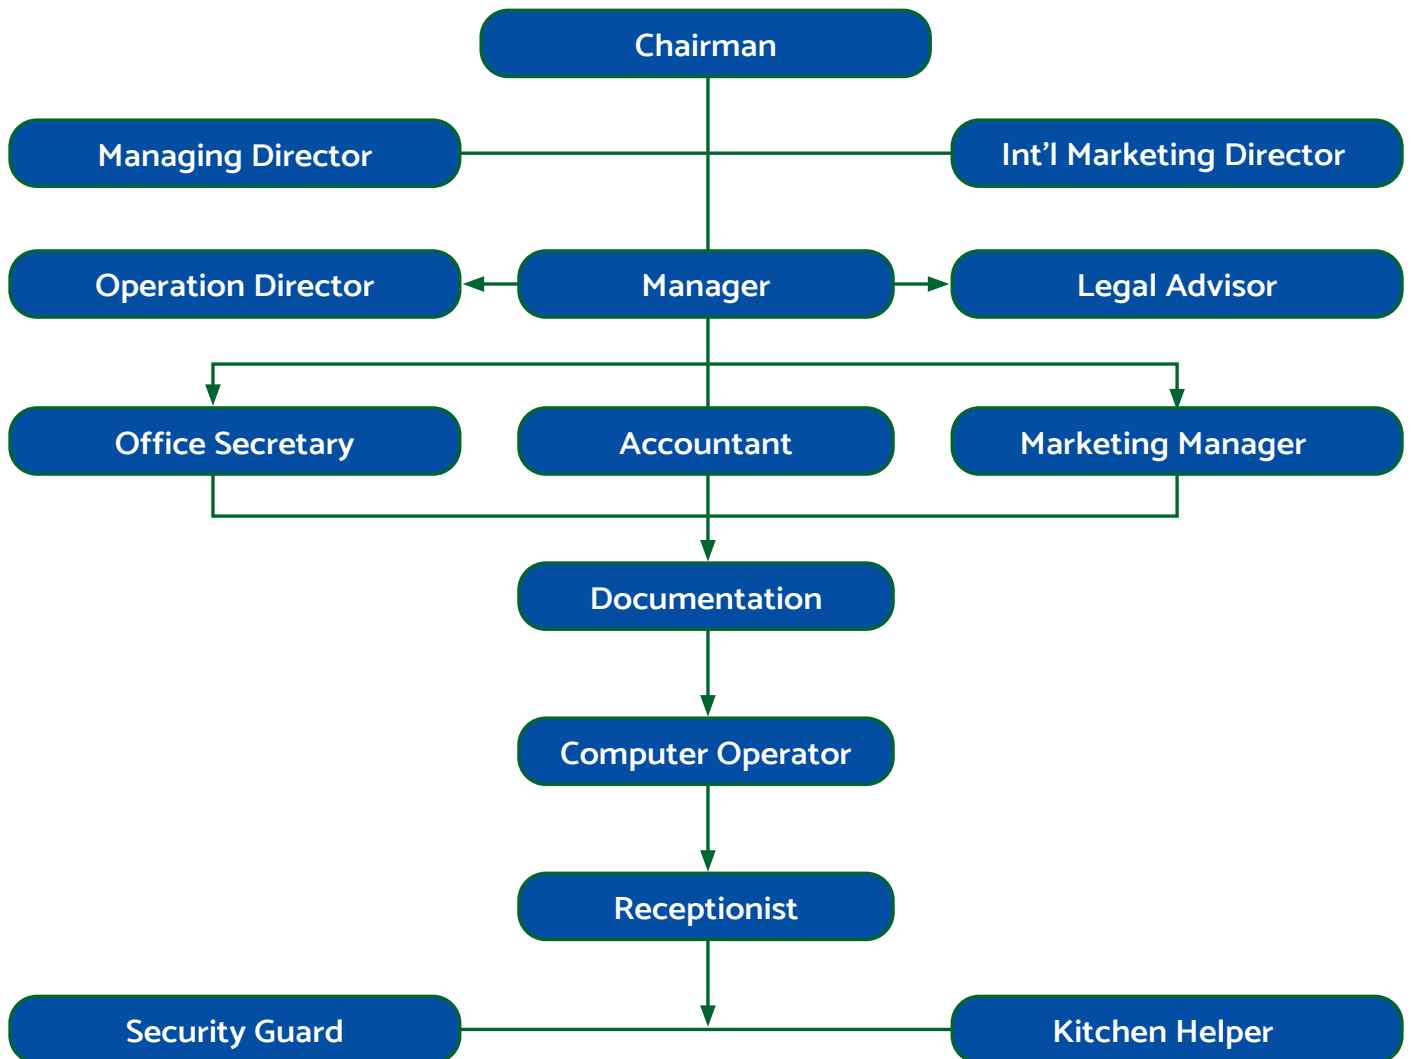 Chairman
Managing Director
Int'l Marketing Director
Operation Director
Manager
Legal Advisor
Office Secretary
Accountant
Marketing Manager
Documentation
Computer Operator
Receptionist
Security Guard
Kitchen Helper